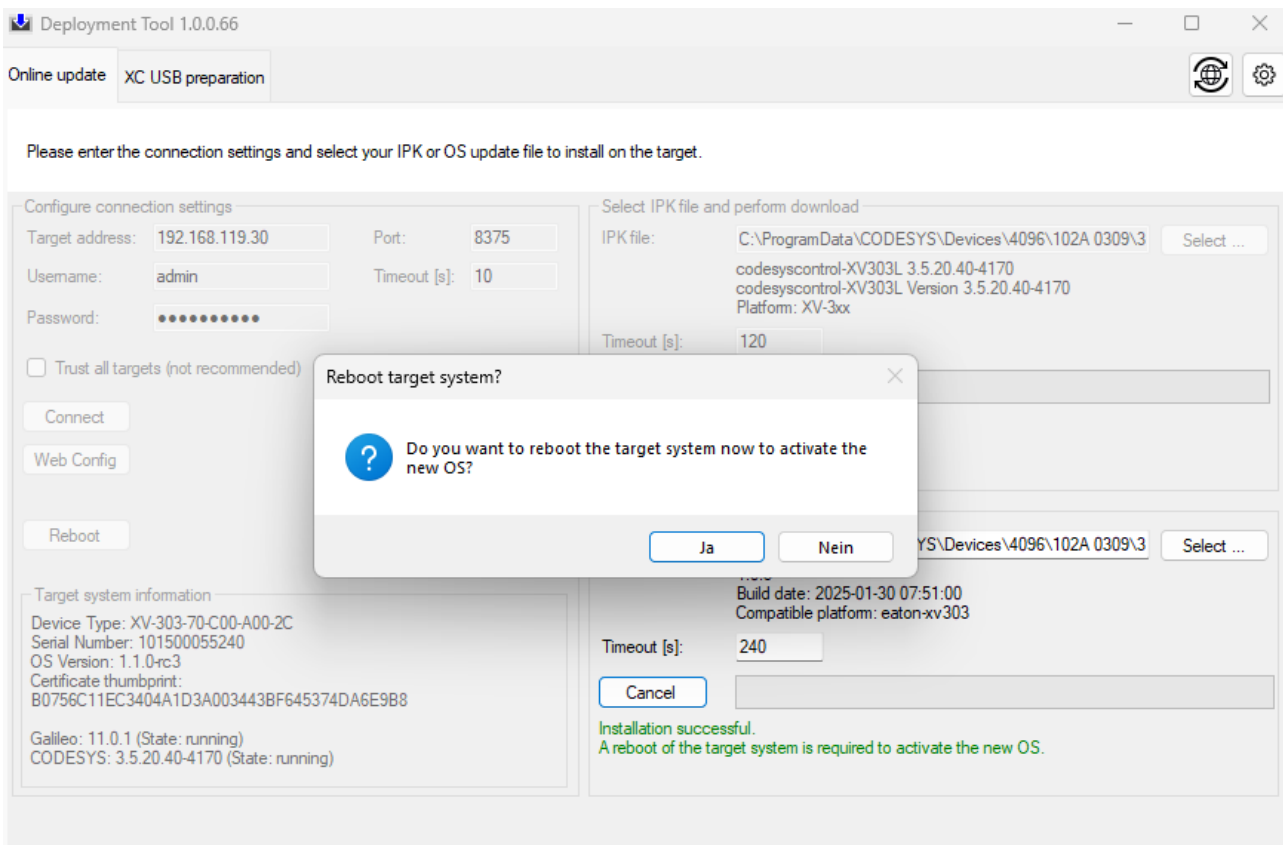 Deployment Tool 1.0.0.66
Online update
XC USB preparation
Please enter the connection settings and select your IPK or OS update file to install on the target.
Configure connection settings
Target address: 192.168.119.30 Port: 8375
Username: admin Timeout [s]: 10
Password: ●●●●●●●●●●
Trust all targets (not recommended)
Connect
Web Config
Reboot
Target system information
Device Type: XV-303-70-C00-A00-2C
Serial Number: 101500055240
OS Version: 1.1.0-rc3
Certificate thumbprint:
B0756C11EC3404A1D3A003443BF645374DA6E9B8
Galileo: 11.0.1 (State: running)
CODESYS: 3.5.20.40-4170 (State: running)
Select IPK file and perform download
IPK file: C:\ProgramData\CODESYS\Devices\4096\102A 0309\3 Select ...
codesyscontrol-XV303L 3.5.20.40-4170
codesyscontrol-XV303L Version 3.5.20.40-4170
Platform: XV-3xx
Timeout [s]: 120
Reboot target system?
Do you want to reboot the target system now to activate the
new OS?
Ja
Nein
YS\Devices\4096\102A 0309\3 Select ...
Build date: 2025-01-30 07:51:00
Compatible platform: eaton-xv303
Timeout [s]: 240
Cancel
Installation successful.
A reboot of the target system is required to activate the new OS.